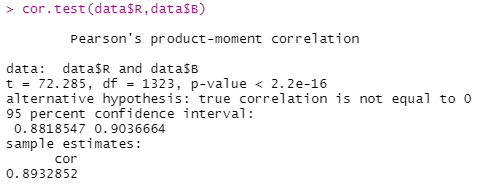 > cor.test(data$R,data$B)
Pearson's product-moment correlation
data:  data$R and data$B
t = 72.285, df = 1323, p-value < 2.2e-16
alternative hypothesis: true correlation is not equal to 0
95 percent confidence interval:
 0.8818547 0.9036664
sample estimates:
cor
0.8932852